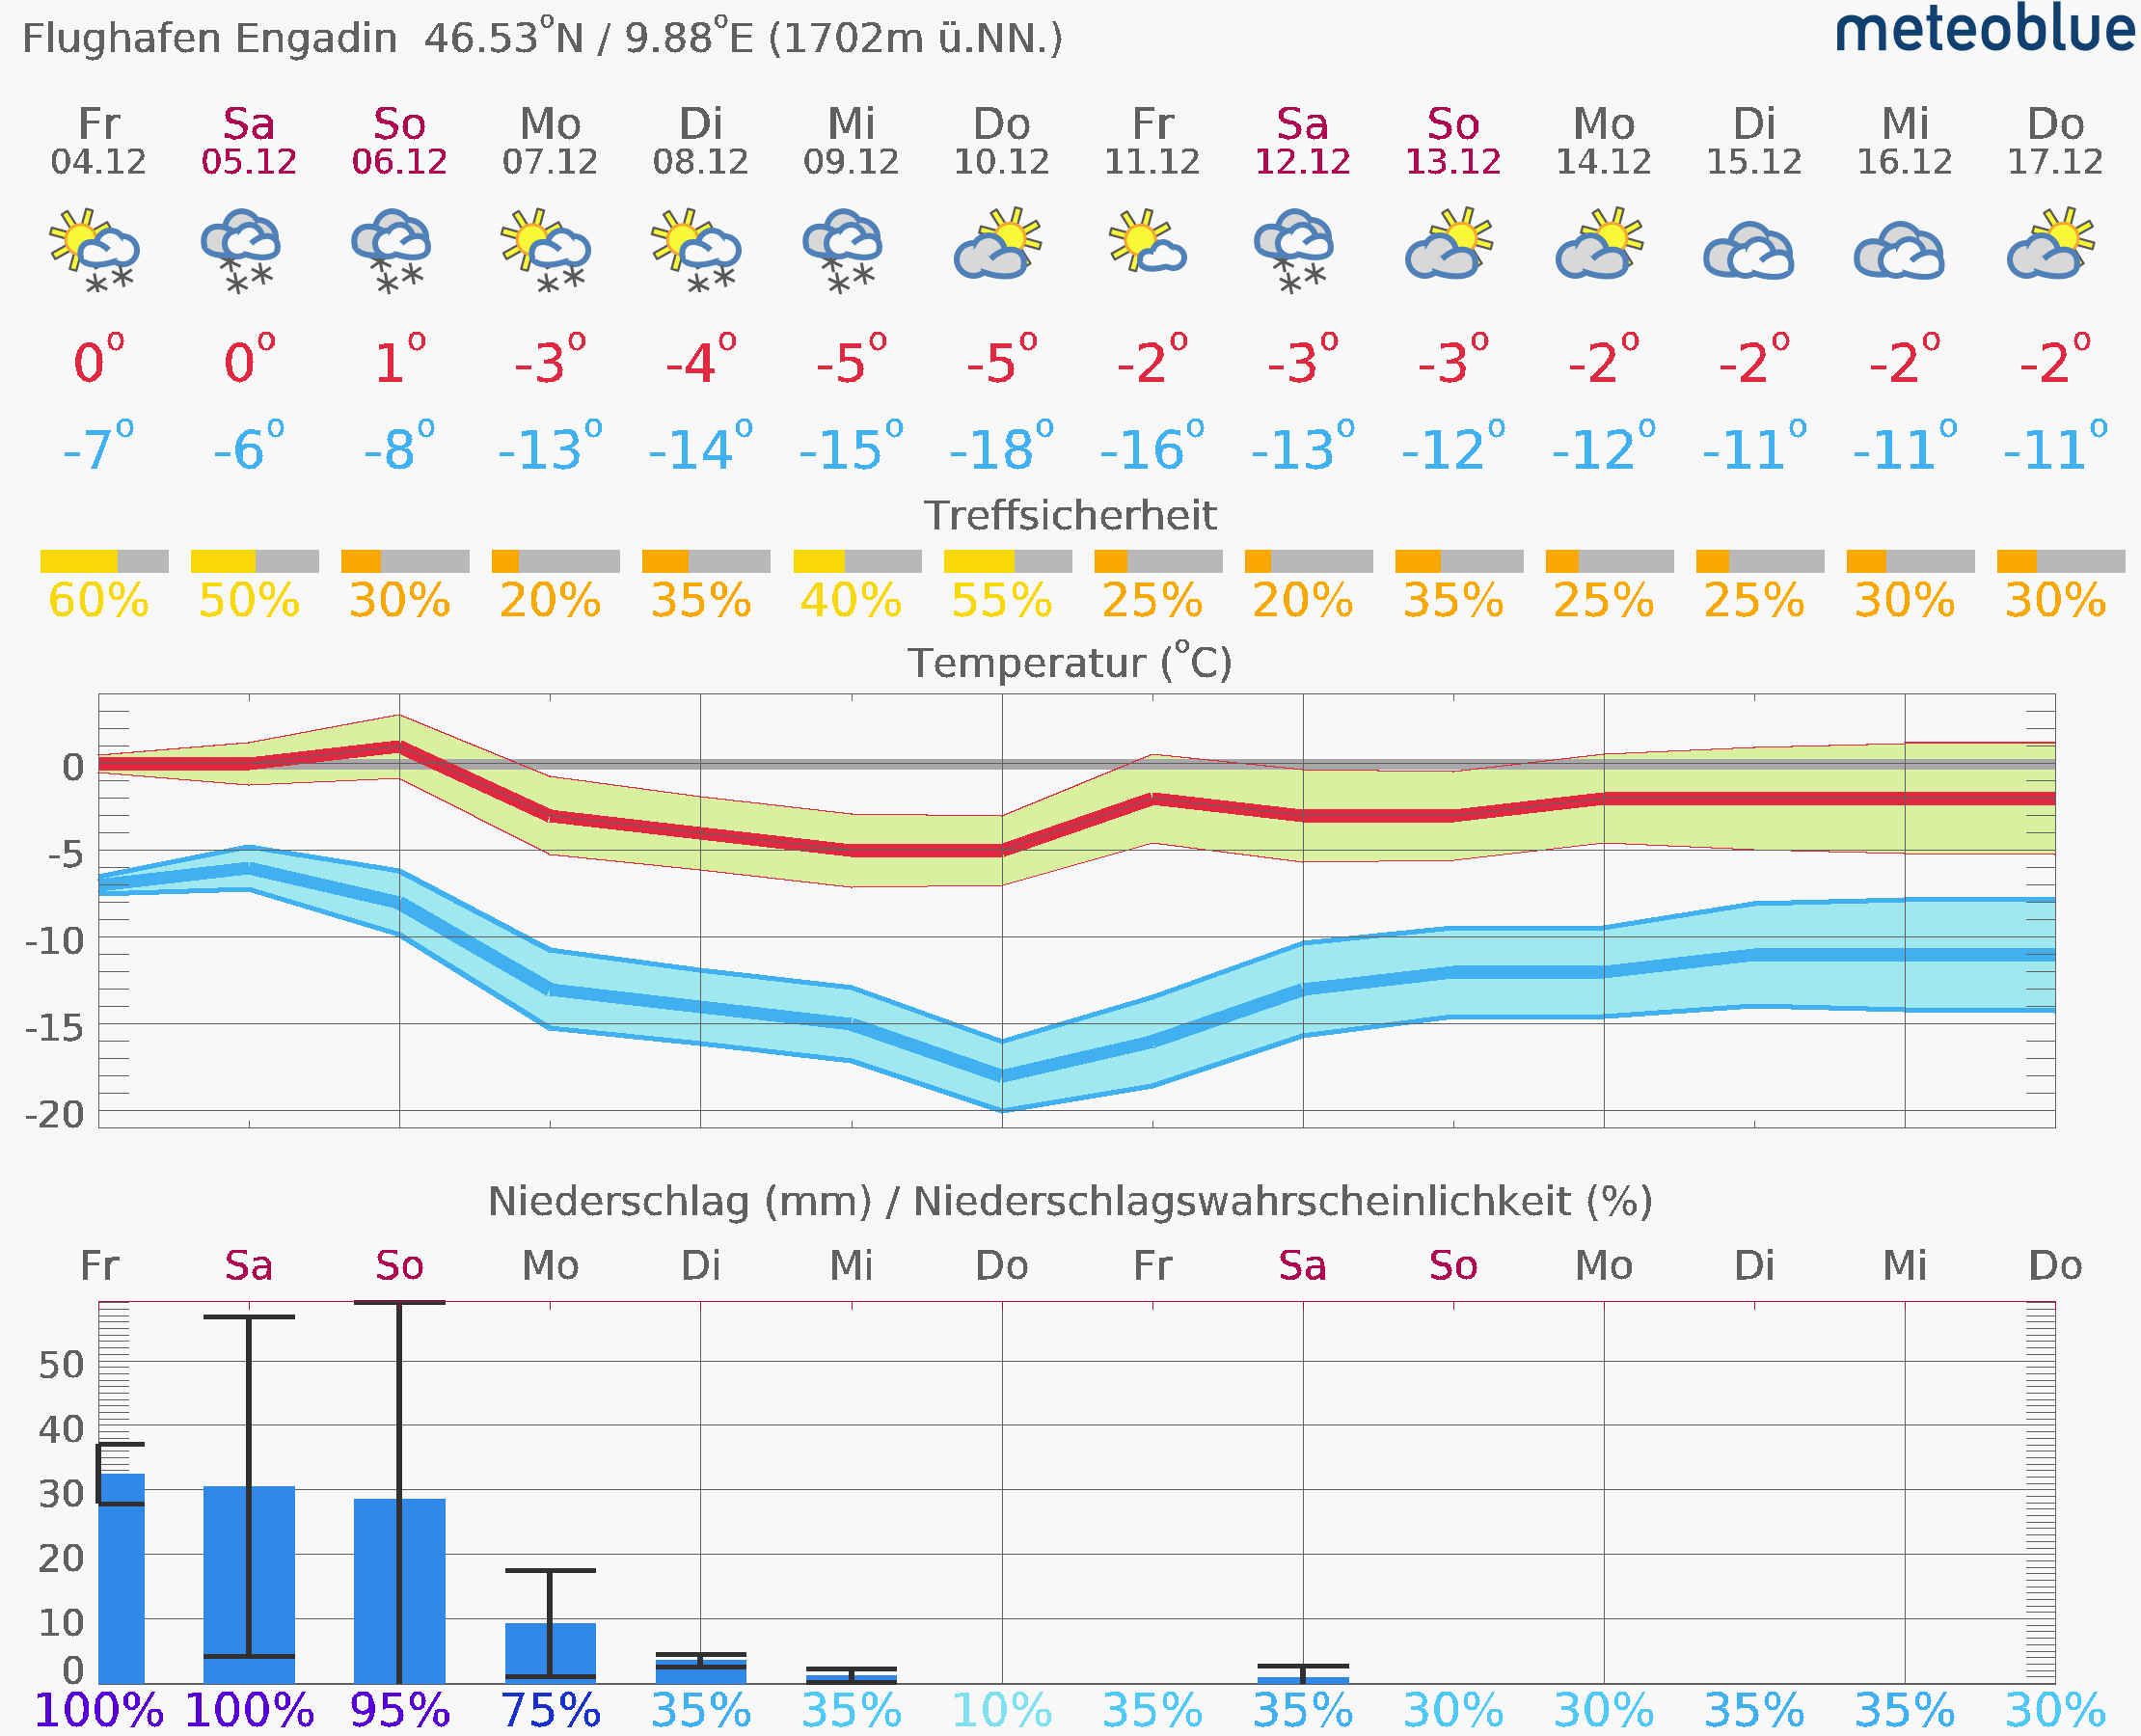 Flughafen Engadin 46.53°N / 9.88°E (1702m ü.NN.)
meteoblue
Fr Sa So Mo Di Mi Do Fr Sa So Mo Di Mi Do
04.12 05.12 06.12 07.12 08.12 09.12 10.12 11.12 12.12 13.12 14.12 15.12 16.12 17.12
0° 0° 1° -3° -4° -5° -5° -2° -3° -3° -2° -2° -2° -2°
-7° -6° -8° -13° -14° -15° -18° -16° -13° -12° -12° -11° -11° -11°
Treffsicherheit
60% 50% 30% 20% 35% 40% 55% 25% 20% 35% 25% 25% 30% 30%
Temperatur (°C)
0
-5
-10
-15
-20
Niederschlag (mm) / Niederschlagswahrscheinlichkeit (%)
Fr Sa So Mo Di Mi Do Fr Sa So Mo Di Mi Do
50
40
30
20
10
0
100% 100% 95% 75% 35% 35% 10% 35% 35% 30% 30% 35% 35% 30%